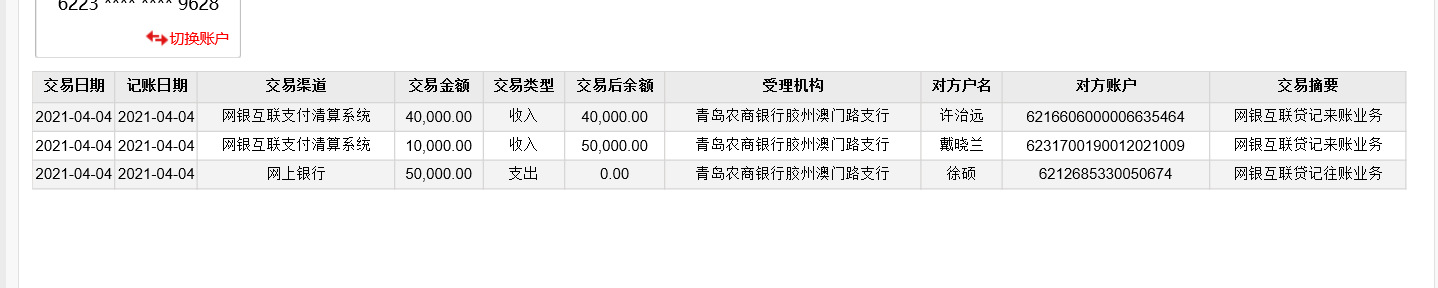 6223 **** **** 9628
切换账户
交易日期 记账日期 交易渠道 交易金额 交易类型 交易后余额 受理机构 对方户名 对方账户 交易摘要
2021-04-04 2021-04-04 网银互联支付清算系统 40,000.00 收入 40,000.00 青岛农商银行胶州澳门路支行 许治远 6216606000006635464 网银互联贷记来账业务
2021-04-04 2021-04-04 网银互联支付清算系统 10,000.00 收入 50,000.00 青岛农商银行胶州澳门路支行 戴晓兰 6231700190012021009 网银互联贷记来账业务
2021-04-04 2021-04-04 网上银行 50,000.00 支出 0.00 青岛农商银行胶州澳门路支行 徐硕 6212685330050674 网银互联贷记往账业务